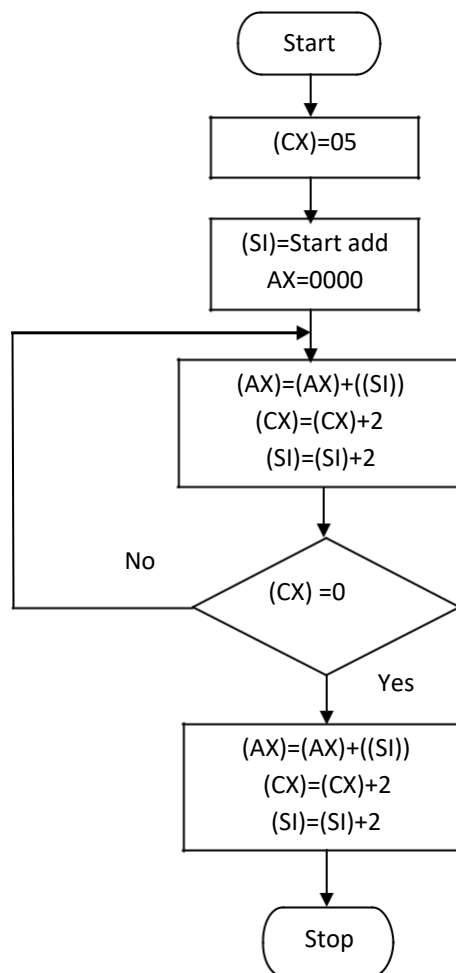 Start
(CX)=05
(SI)=Start add
AX=0000
(AX)=(AX)+((SI))
(CX)=(CX)+2
(SI)=(SI)+2
No
(CX) =0
Yes
(AX)=(AX)+((SI))
(CX)=(CX)+2
(SI)=(SI)+2
Stop